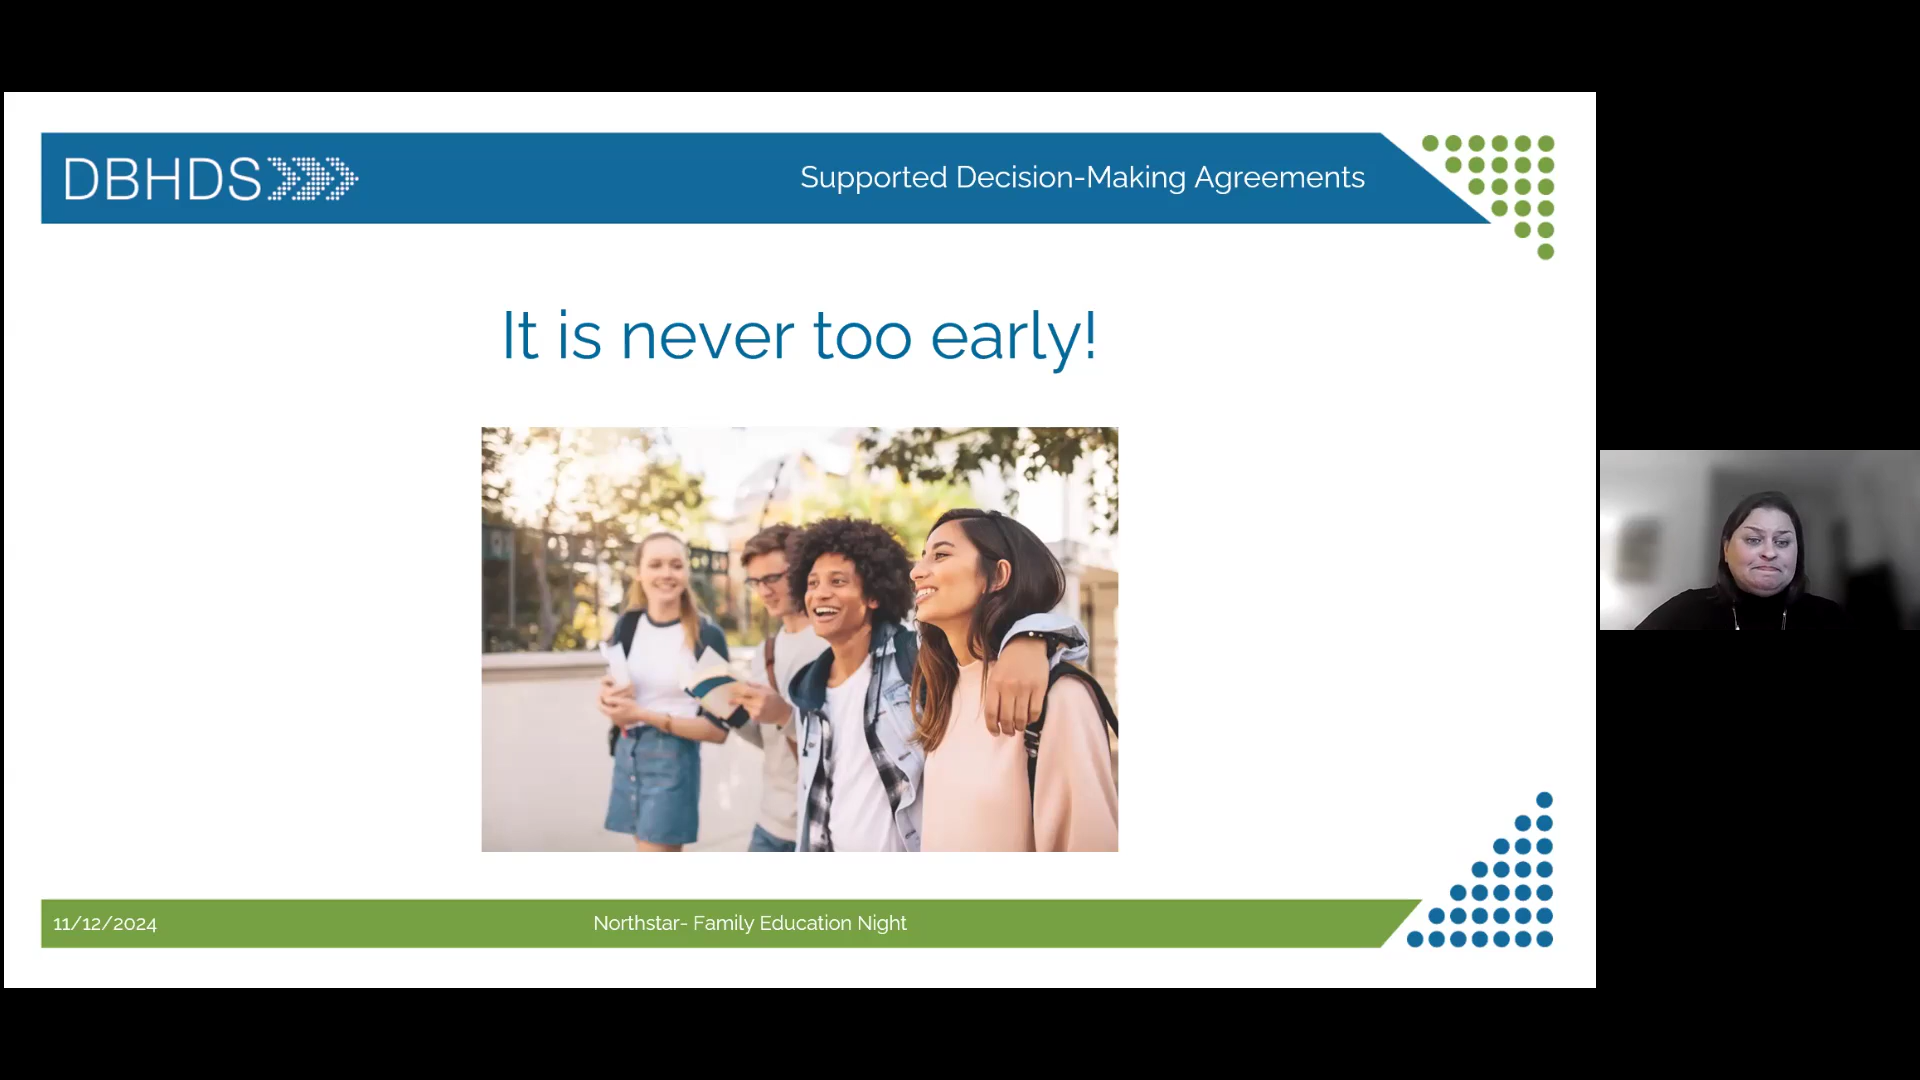 DBHDS
Supported Decision-Making Agreements
It is never too early!
11/12/2024
Northstar- Family Education Night